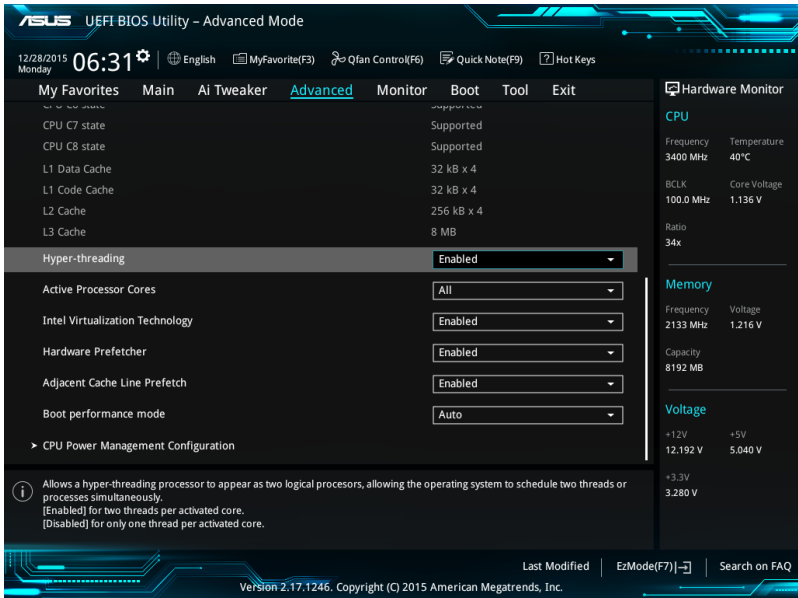 ASUS UEFI BIOS Utility – Advanced Mode
12/28/2015 Monday 06:31 English MyFavorite(F3) Qfan Control(F6) Quick Note(F9) ? Hot Keys
My Favorites Main Ai Tweaker Advanced Monitor Boot Tool Exit
CPU C6 state Supported
CPU C7 state Supported
CPU C8 state Supported
L1 Data Cache 32 kB x 4
L1 Code Cache 32 kB x 4
L2 Cache 256 kB x 4
L3 Cache 8 MB
Hyper-threading Enabled
Active Processor Cores All
Intel Virtualization Technology Enabled
Hardware Prefetcher Enabled
Adjacent Cache Line Prefetch Enabled
Boot performance mode Auto
> CPU Power Management Configuration
Allows a hyper-threading processor to appear as two logical procesors, allowing the operating system to schedule two threads or
processes simultaneously.
[Enabled] for two threads per activated core.
[Disabled] for only one thread per activated core.
Hardware Monitor
CPU
Frequency Temperature
3400 MHz 40°C
BCLK Core Voltage
100.0 MHz 1.136 V
Ratio
34x
Memory
Frequency Voltage
2133 MHz 1.216 V
Capacity
8192 MB
Voltage
+12V +5V
12.192 V 5.040 V
+3.3V
3.280 V
Last Modified EzMode(F7) Search on FAQ
Version 2.17.1246. Copyright (C) 2015 American Megatrends, Inc.